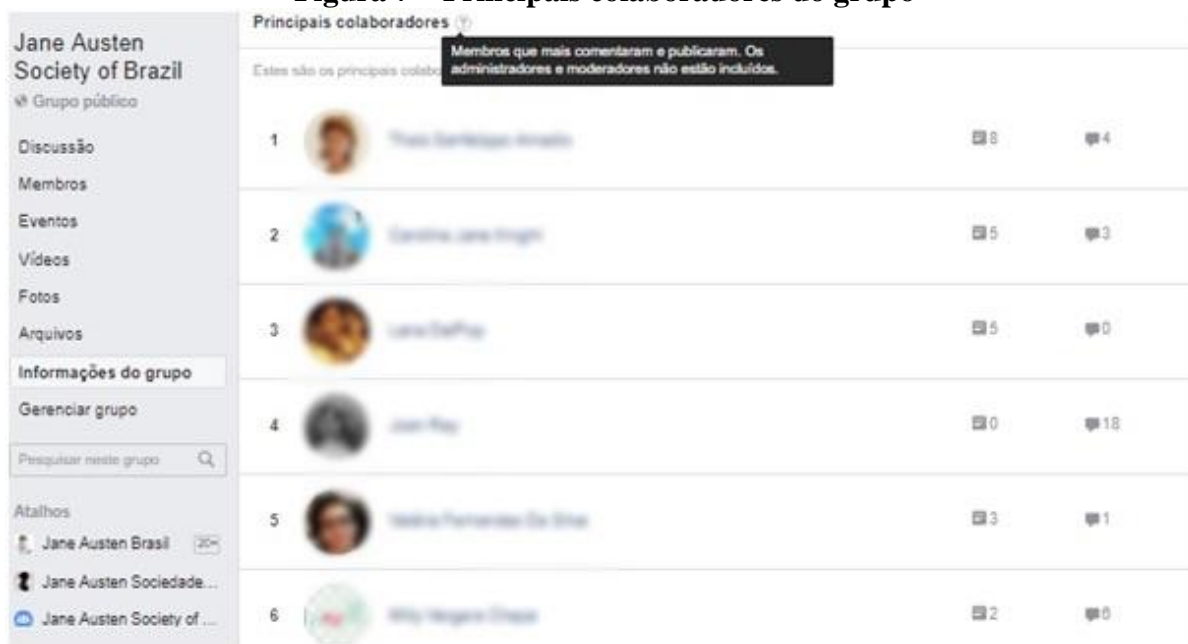 Principais colaboradores do grupo
Jane Austen
Society of Brazil
Grupo público
Discussão
Membros
Eventos
Vídeos
Fotos
Arquivos
Informações do grupo
Gerenciar grupo
Pesquisar neste grupo
Atalhos
Jane Austen Brasil 20+
Jane Austen Sociedade...
Jane Austen Society of ...
Principais colaboradores ?
Membros que mais comentaram e publicaram. Os
administradores e moderadores não estão incluídos.
Estes são os principais colabo
1 8 4
2 5 3
3 5 0
4 0 18
5 3 1
6 2 6